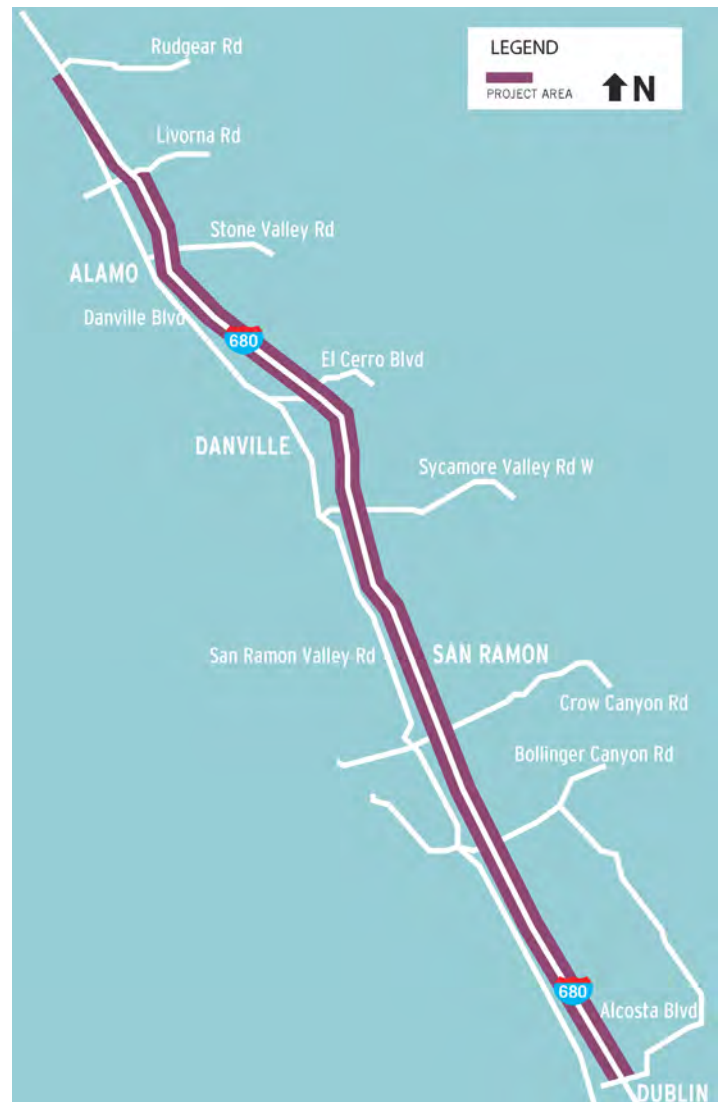 Rudgear Rd
LEGEND
PROJECT AREA
N
Livorna Rd
Stone Valley Rd
ALAMO
Danville Blvd
680
El Cerro Blvd
DANVILLE
Sycamore Valley Rd W
San Ramon Valley Rd
SAN RAMON
Crow Canyon Rd
Bollinger Canyon Rd
680
Alcosta Blvd
DUBLIN